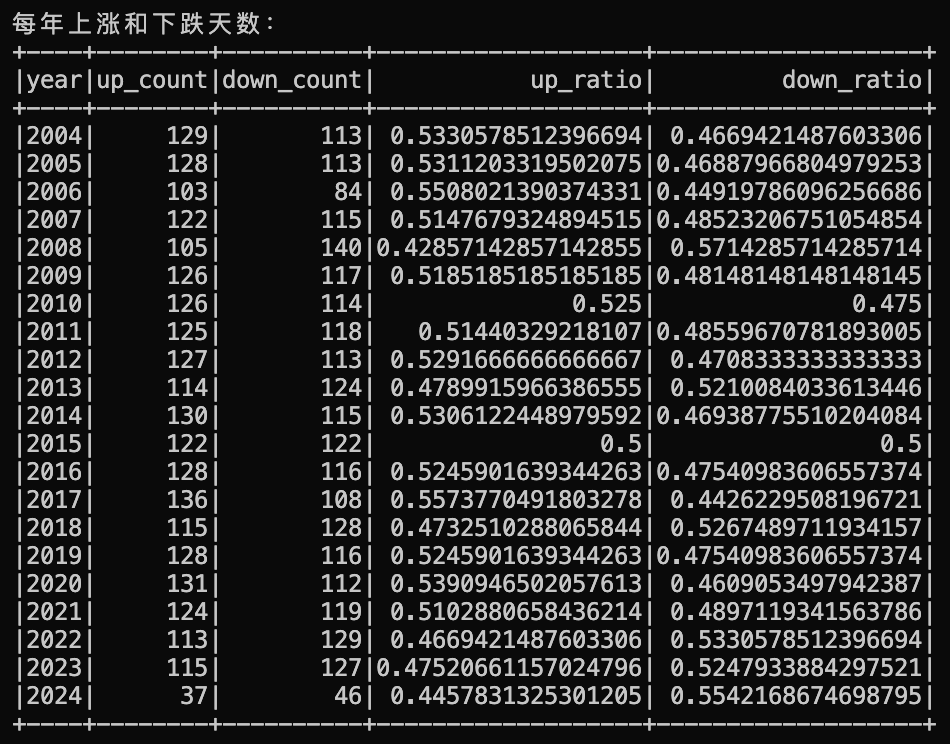 每年上涨和下跌天数：
+----+--------+----------+-------------------+-------------------+
|year|up_count|down_count|           up_ratio|         down_ratio|
+----+--------+----------+-------------------+-------------------+
|2004|     129|       113| 0.5330578512396694| 0.4669421487603306|
|2005|     128|       113| 0.5311203319502075|0.46887966804979253|
|2006|     103|        84| 0.5508021390374331|0.44919786096256686|
|2007|     122|       115| 0.5147679324894515|0.48523206751054854|
|2008|     105|       140|0.42857142857142855| 0.5714285714285714|
|2009|     126|       117| 0.5185185185185185|0.48148148148148145|
|2010|     126|       114|              0.525|              0.475|
|2011|     125|       118|   0.51440329218107|0.48559670781893005|
|2012|     127|       113| 0.5291666666666667| 0.4708333333333333|
|2013|     114|       124| 0.4789915966386555| 0.5210084033613446|
|2014|     130|       115| 0.5306122448979592|0.46938775510204084|
|2015|     122|       122|                0.5|                0.5|
|2016|     128|       116| 0.5245901639344263|0.47540983606557374|
|2017|     136|       108| 0.5573770491803278| 0.4426229508196721|
|2018|     115|       128| 0.4732510288065844| 0.5267489711934157|
|2019|     128|       116| 0.5245901639344263|0.47540983606557374|
|2020|     131|       112| 0.5390946502057613| 0.4609053497942387|
|2021|     124|       119| 0.5102880658436214| 0.4897119341563786|
|2022|     113|       129| 0.4669421487603306| 0.5330578512396694|
|2023|     115|       127|0.47520661157024796| 0.5247933884297521|
|2024|      37|        46| 0.4457831325301205| 0.5542168674698795|
+----+--------+----------+-------------------+-------------------+